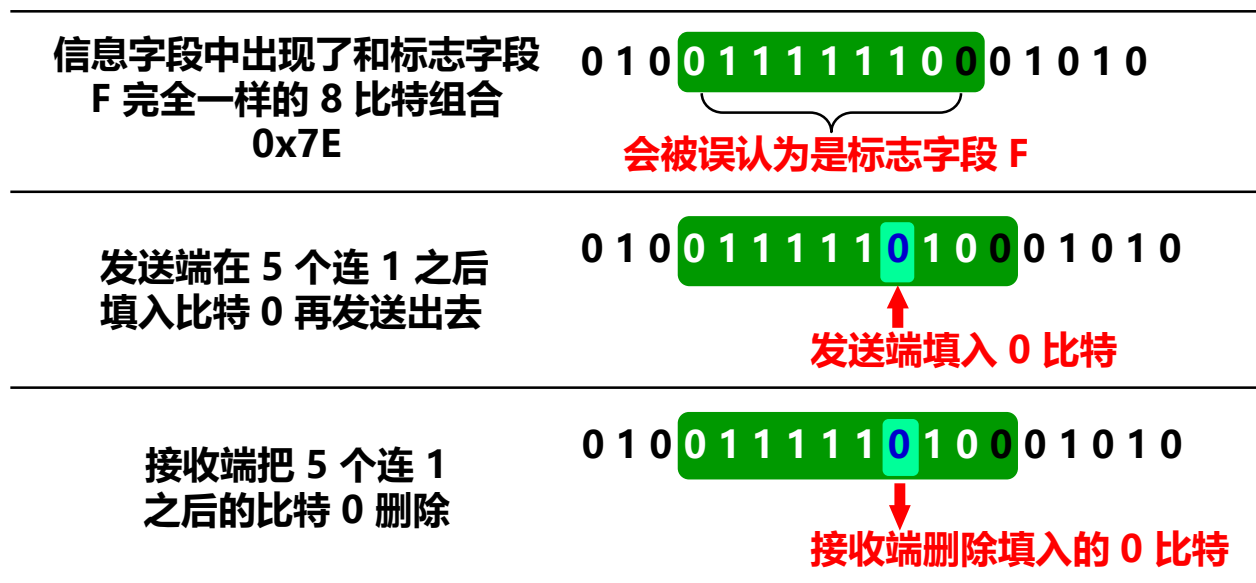 信息字段中出现了和标志字段
F 完全一样的 8 比特组合
0x7E
0 1 0 0 1 1 1 1 1 1 0 0 0 1 0 1 0
会被误认为是标志字段 F
发送端在 5 个连 1 之后
填入比特 0 再发送出去
0 1 0 0 1 1 1 1 1 0 1 0 0 0 1 0 1 0
发送端填入 0 比特
接收端把 5 个连 1
之后的比特 0 删除
0 1 0 0 1 1 1 1 1 0 1 0 0 0 1 0 1 0
接收端删除填入的 0 比特